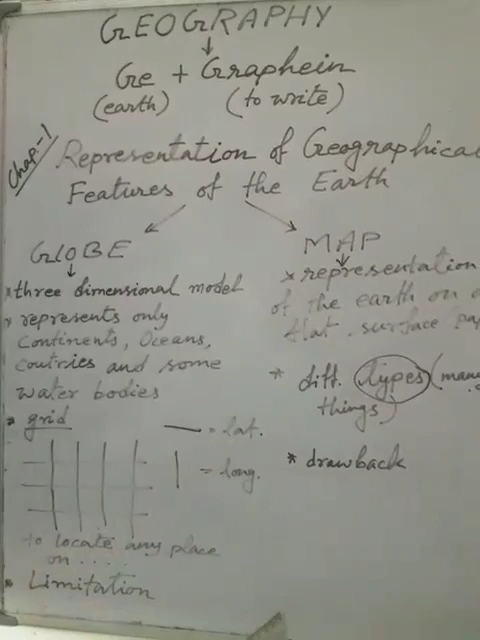 GEOGRAPHY
Ge + Graphein
(earth) (to write)
Chap:-1
Representation of Geographical
Features of the Earth
GlOBE
* three dimensional model
* represents only
Continents, Oceans,
Coutries and some
water bodies
* grid
— = lat.
| = long.
to locate any place
on ....
* Limitation
MAP
* representation
of the earth on a
flat surface
* diff. types (many
things)
* drawback